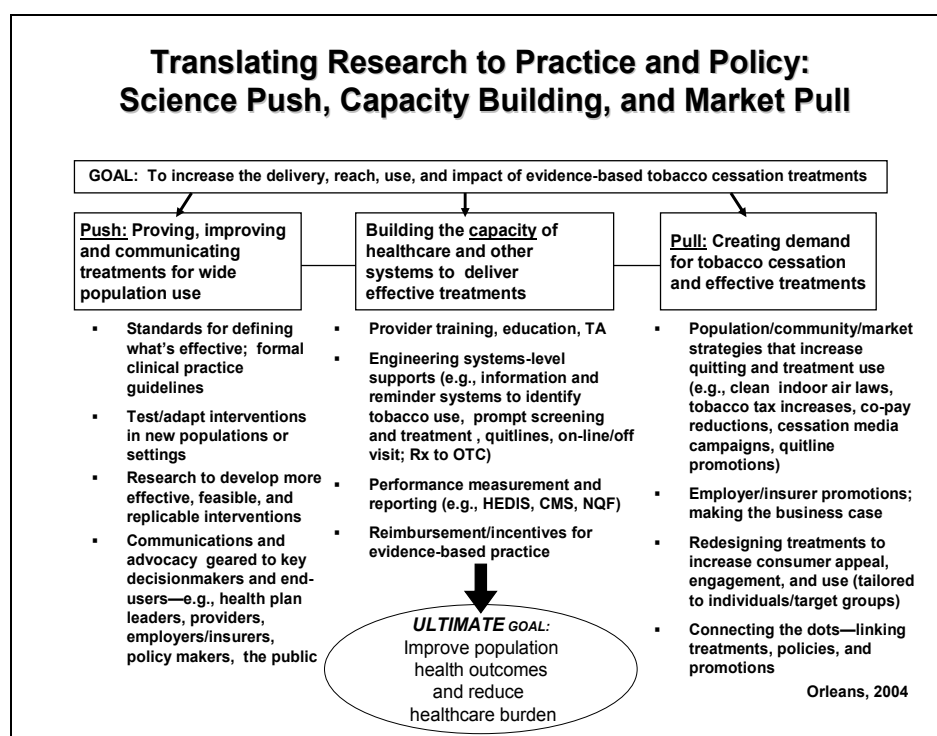 Translating Research to Practice and Policy:
Science Push, Capacity Building, and Market Pull
GOAL: To increase the delivery, reach, use, and impact of evidence-based tobacco cessation treatments
Push: Proving, improving
and communicating
treatments for wide
population use
▪ Standards for defining
what's effective; formal
clinical practice
guidelines
▪ Test/adapt interventions
in new populations or
settings
▪ Research to develop more
effective, feasible, and
replicable interventions
▪ Communications and
advocacy geared to key
decisionmakers and end-
users—e.g., health plan
leaders, providers,
employers/insurers,
policy makers, the public
Building the capacity of
healthcare and other
systems to deliver
effective treatments
▪ Provider training, education, TA
▪ Engineering systems-level
supports (e.g., information and
reminder systems to identify
tobacco use, prompt screening
and treatment , quitlines, on-line/off
visit; Rx to OTC)
▪ Performance measurement and
reporting (e.g., HEDIS, CMS, NQF)
▪ Reimbursement/incentives for
evidence-based practice
ULTIMATE GOAL:
Improve population
health outcomes
and reduce
healthcare burden
Pull: Creating demand
for tobacco cessation
and effective treatments
▪ Population/community/market
strategies that increase
quitting and treatment use
(e.g., clean indoor air laws,
tobacco tax increases, co-pay
reductions, cessation media
campaigns, quitline
promotions)
▪ Employer/insurer promotions;
making the business case
▪ Redesigning treatments to
increase consumer appeal,
engagement, and use (tailored
to individuals/target groups)
▪ Connecting the dots—linking
treatments, policies, and
promotions
Orleans, 2004